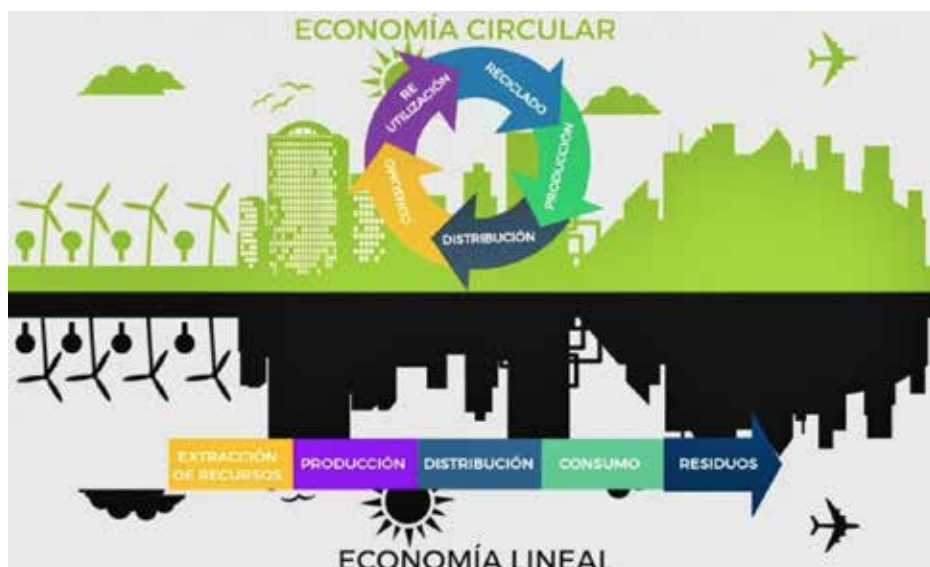 ECONOMÍA CIRCULAR
RE
UTILIZACIÓN
RECICLADO
PRODUCCIÓN
DISTRIBUCIÓN
CONSUMO
EXTRACCIÓN
DE RECURSOS
PRODUCCIÓN
DISTRIBUCIÓN
CONSUMO
RESIDUOS
ECONOMÍA LINEAL